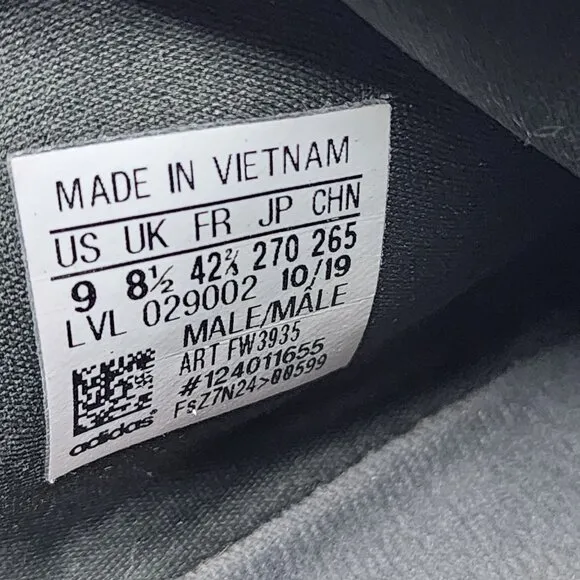 MADE IN VIETNAM
US UK FR JP CHN
9 8½ 42⅔ 270 265
LVL 029002 10/19
MALE/MÂLE
ART FW3935
#124011655
FsZ7N24>00599
adidas